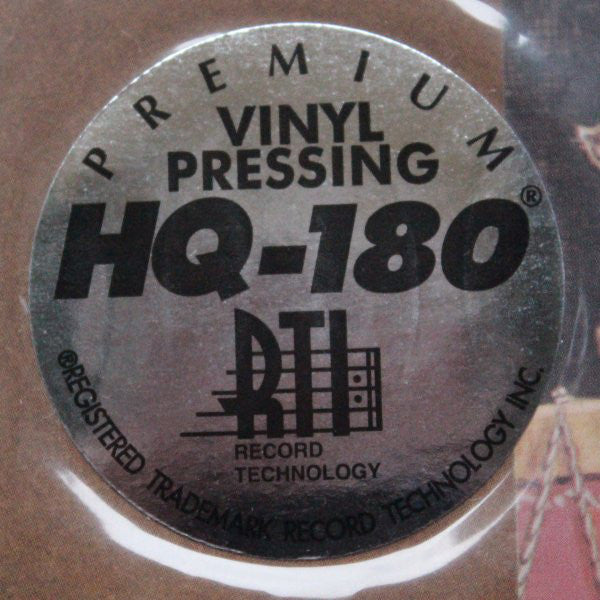 PREMIUM
VINYL
PRESSING
HQ-180®
RTI
RECORD
TECHNOLOGY
®REGISTERED TRADEMARK RECORD TECHNOLOGY INC.